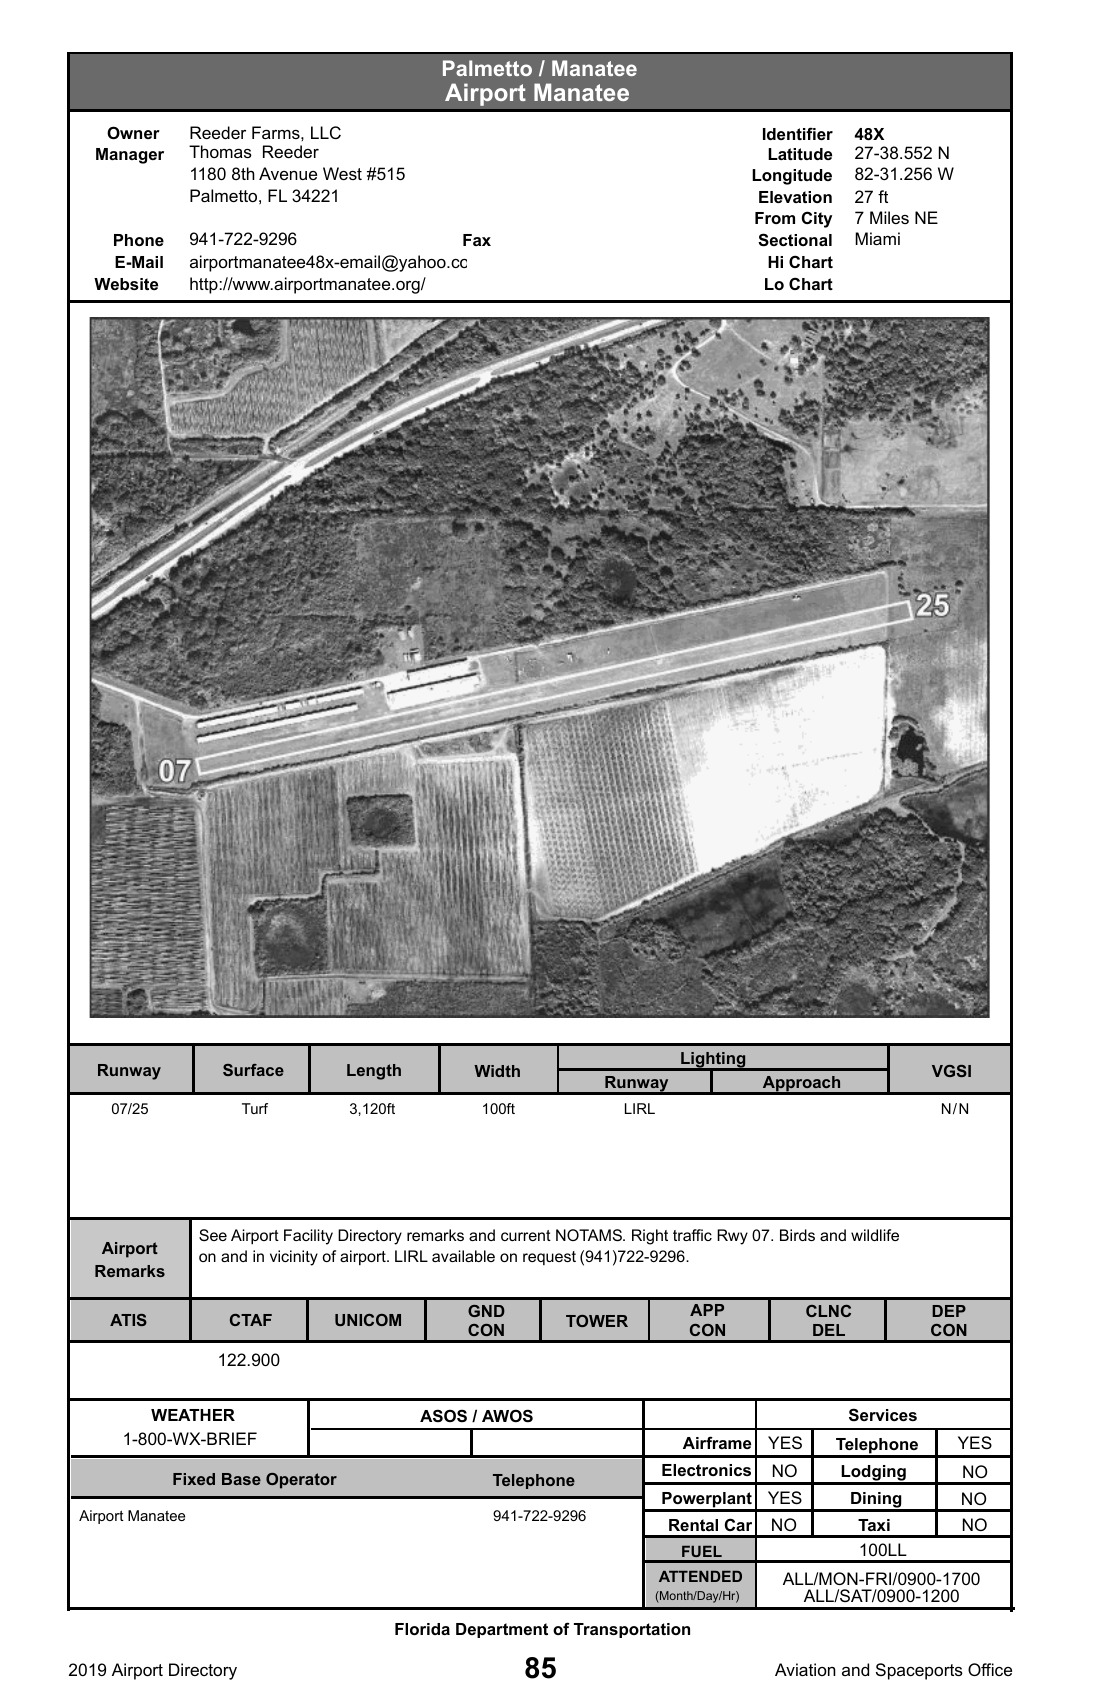 Palmetto / Manatee
Airport Manatee
Owner Reeder Farms, LLC
Manager Thomas Reeder
1180 8th Avenue West #515
Palmetto, FL 34221
Phone 941-722-9296 Fax
E-Mail airportmanatee48x-email@yahoo.cc
Website http://www.airportmanatee.org/
Identifier 48X
Latitude 27-38.552 N
Longitude 82-31.256 W
Elevation 27 ft
From City 7 Miles NE
Sectional Miami
Hi Chart
Lo Chart
25
07
Runway Surface Length Width Lighting VGSI
Runway Approach
07/25 Turf 3,120ft 100ft LIRL N/N
Airport Remarks
See Airport Facility Directory remarks and current NOTAMS. Right traffic Rwy 07. Birds and wildlife
on and in vicinity of airport. LIRL available on request (941)722-9296.
ATIS CTAF UNICOM GND CON TOWER APP CON CLNC DEL DEP CON
122.900
WEATHER ASOS / AWOS
1-800-WX-BRIEF
Fixed Base Operator Telephone
Airport Manatee 941-722-9296
Services
Airframe YES Telephone YES
Electronics NO Lodging NO
Powerplant YES Dining NO
Rental Car NO Taxi NO
FUEL 100LL
ATTENDED ALL/MON-FRI/0900-1700
(Month/Day/Hr) ALL/SAT/0900-1200
Florida Department of Transportation
2019 Airport Directory 85 Aviation and Spaceports Office